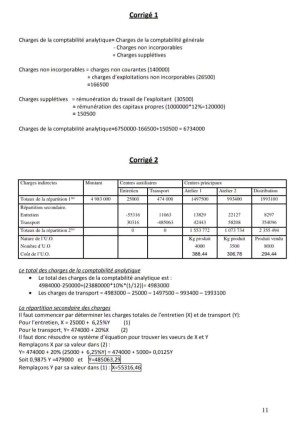 Corrigé 1
Charges de la comptabilité analytique= Charges de la comptabilité générale
- Charges non incorporables
+ Charges supplétives
Charges non incorporables = charges non courantes (140000)
+ charges d'exploitations non incorporables (26500)
=166500
Charges supplétives = rémunération du travail de l'exploitant (30500)
+ rémunération des capitaux propres (1000000*12%=120000)
= 150500
Charges de la comptabilité analytique=6750000-166500+150500 = 6734000
Corrigé 2
Charges indirectes Montant Centres auxiliaires Centres principaux
Entretien Transport Atelier 1 Atelier 2 Distribution
Totaux de la répartition 1re 4 983 000 25000 474 000 1497500 993400 1993100
Répartition secondaire:
Entretien -55316 11063 13829 22127 8297
Transport 30316 -485063 42443 58208 354096
Totaux de la répartition 2re 0 0 1 553 772 1 073 734 2 355 494
Nature de l'U.O Kg produit Kg produit Produit vendu
Nombre d'U.O 4000 3500 8000
Coût de l'U.O. 388,44 306,78 294,44
Le total des charges de la comptabilité analytique
• Le total des charges de la comptabilité analytique est :
4984000-250000+(23880000*10%*(1/12))= 4983000
• Les charges de transport = 4983000 – 25000 – 1497500 – 993400 – 1993100
La répartition secondaire des charges
Il faut commencer par déterminer les charges totales de l'entretien (X) et de transport (Y):
Pour l'entretien, X = 25000 + 6,25%Y (1)
Pour le transport, Y= 474000 + 20%X (2)
Il faut donc résoudre ce système d'équation pour trouver les vaeurs de X et Y
Remplaçons X par sa valeur dans (2) :
Y= 474000 + 20% (25000 + 6,25%Y) = 474000 + 5000+ 0,0125Y
Soit 0,9875 Y =479000 et Y=485063,29
Remplaçons Y par sa valeur dans (1) : X=55316,46
11